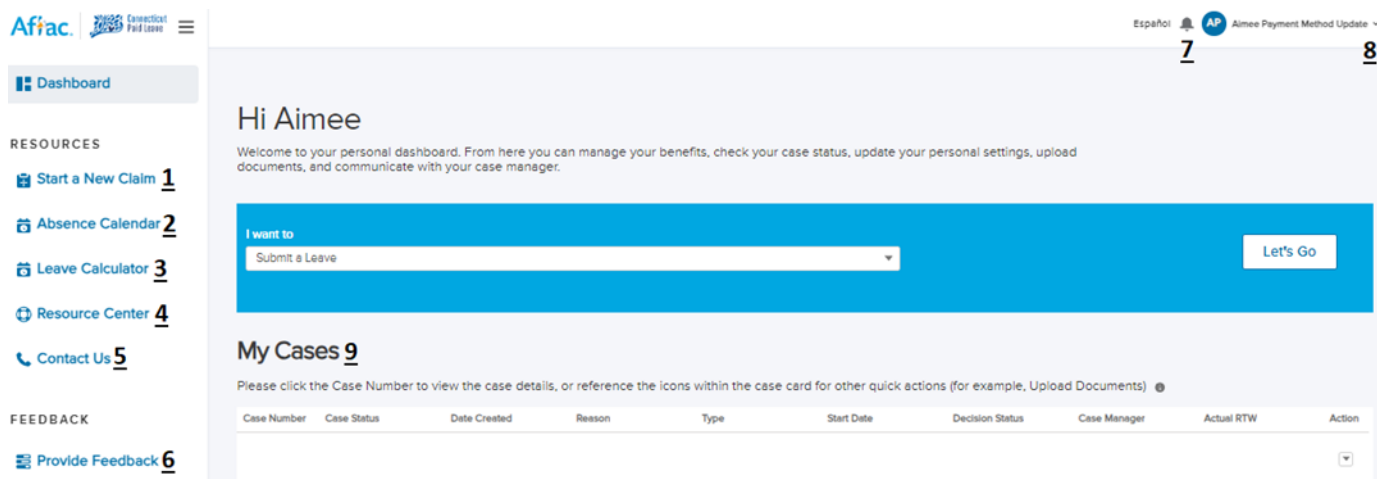 Aflac. Connecticut
Paid Leave
Español AP Aimee Payment Method Update
7 8
Dashboard
RESOURCES
Start a New Claim 1
Absence Calendar 2
Leave Calculator 3
Resource Center 4
Contact Us 5
FEEDBACK
Provide Feedback 6
Hi Aimee
Welcome to your personal dashboard. From here you can manage your benefits, check your case status, update your personal settings, upload
documents, and communicate with your case manager.
I want to
Submit a Leave
Let's Go
My Cases 9
Please click the Case Number to view the case details, or reference the icons within the case card for other quick actions (for example, Upload Documents)
Case Number Case Status Date Created Reason Type Start Date Decision Status Case Manager Actual RTW Action